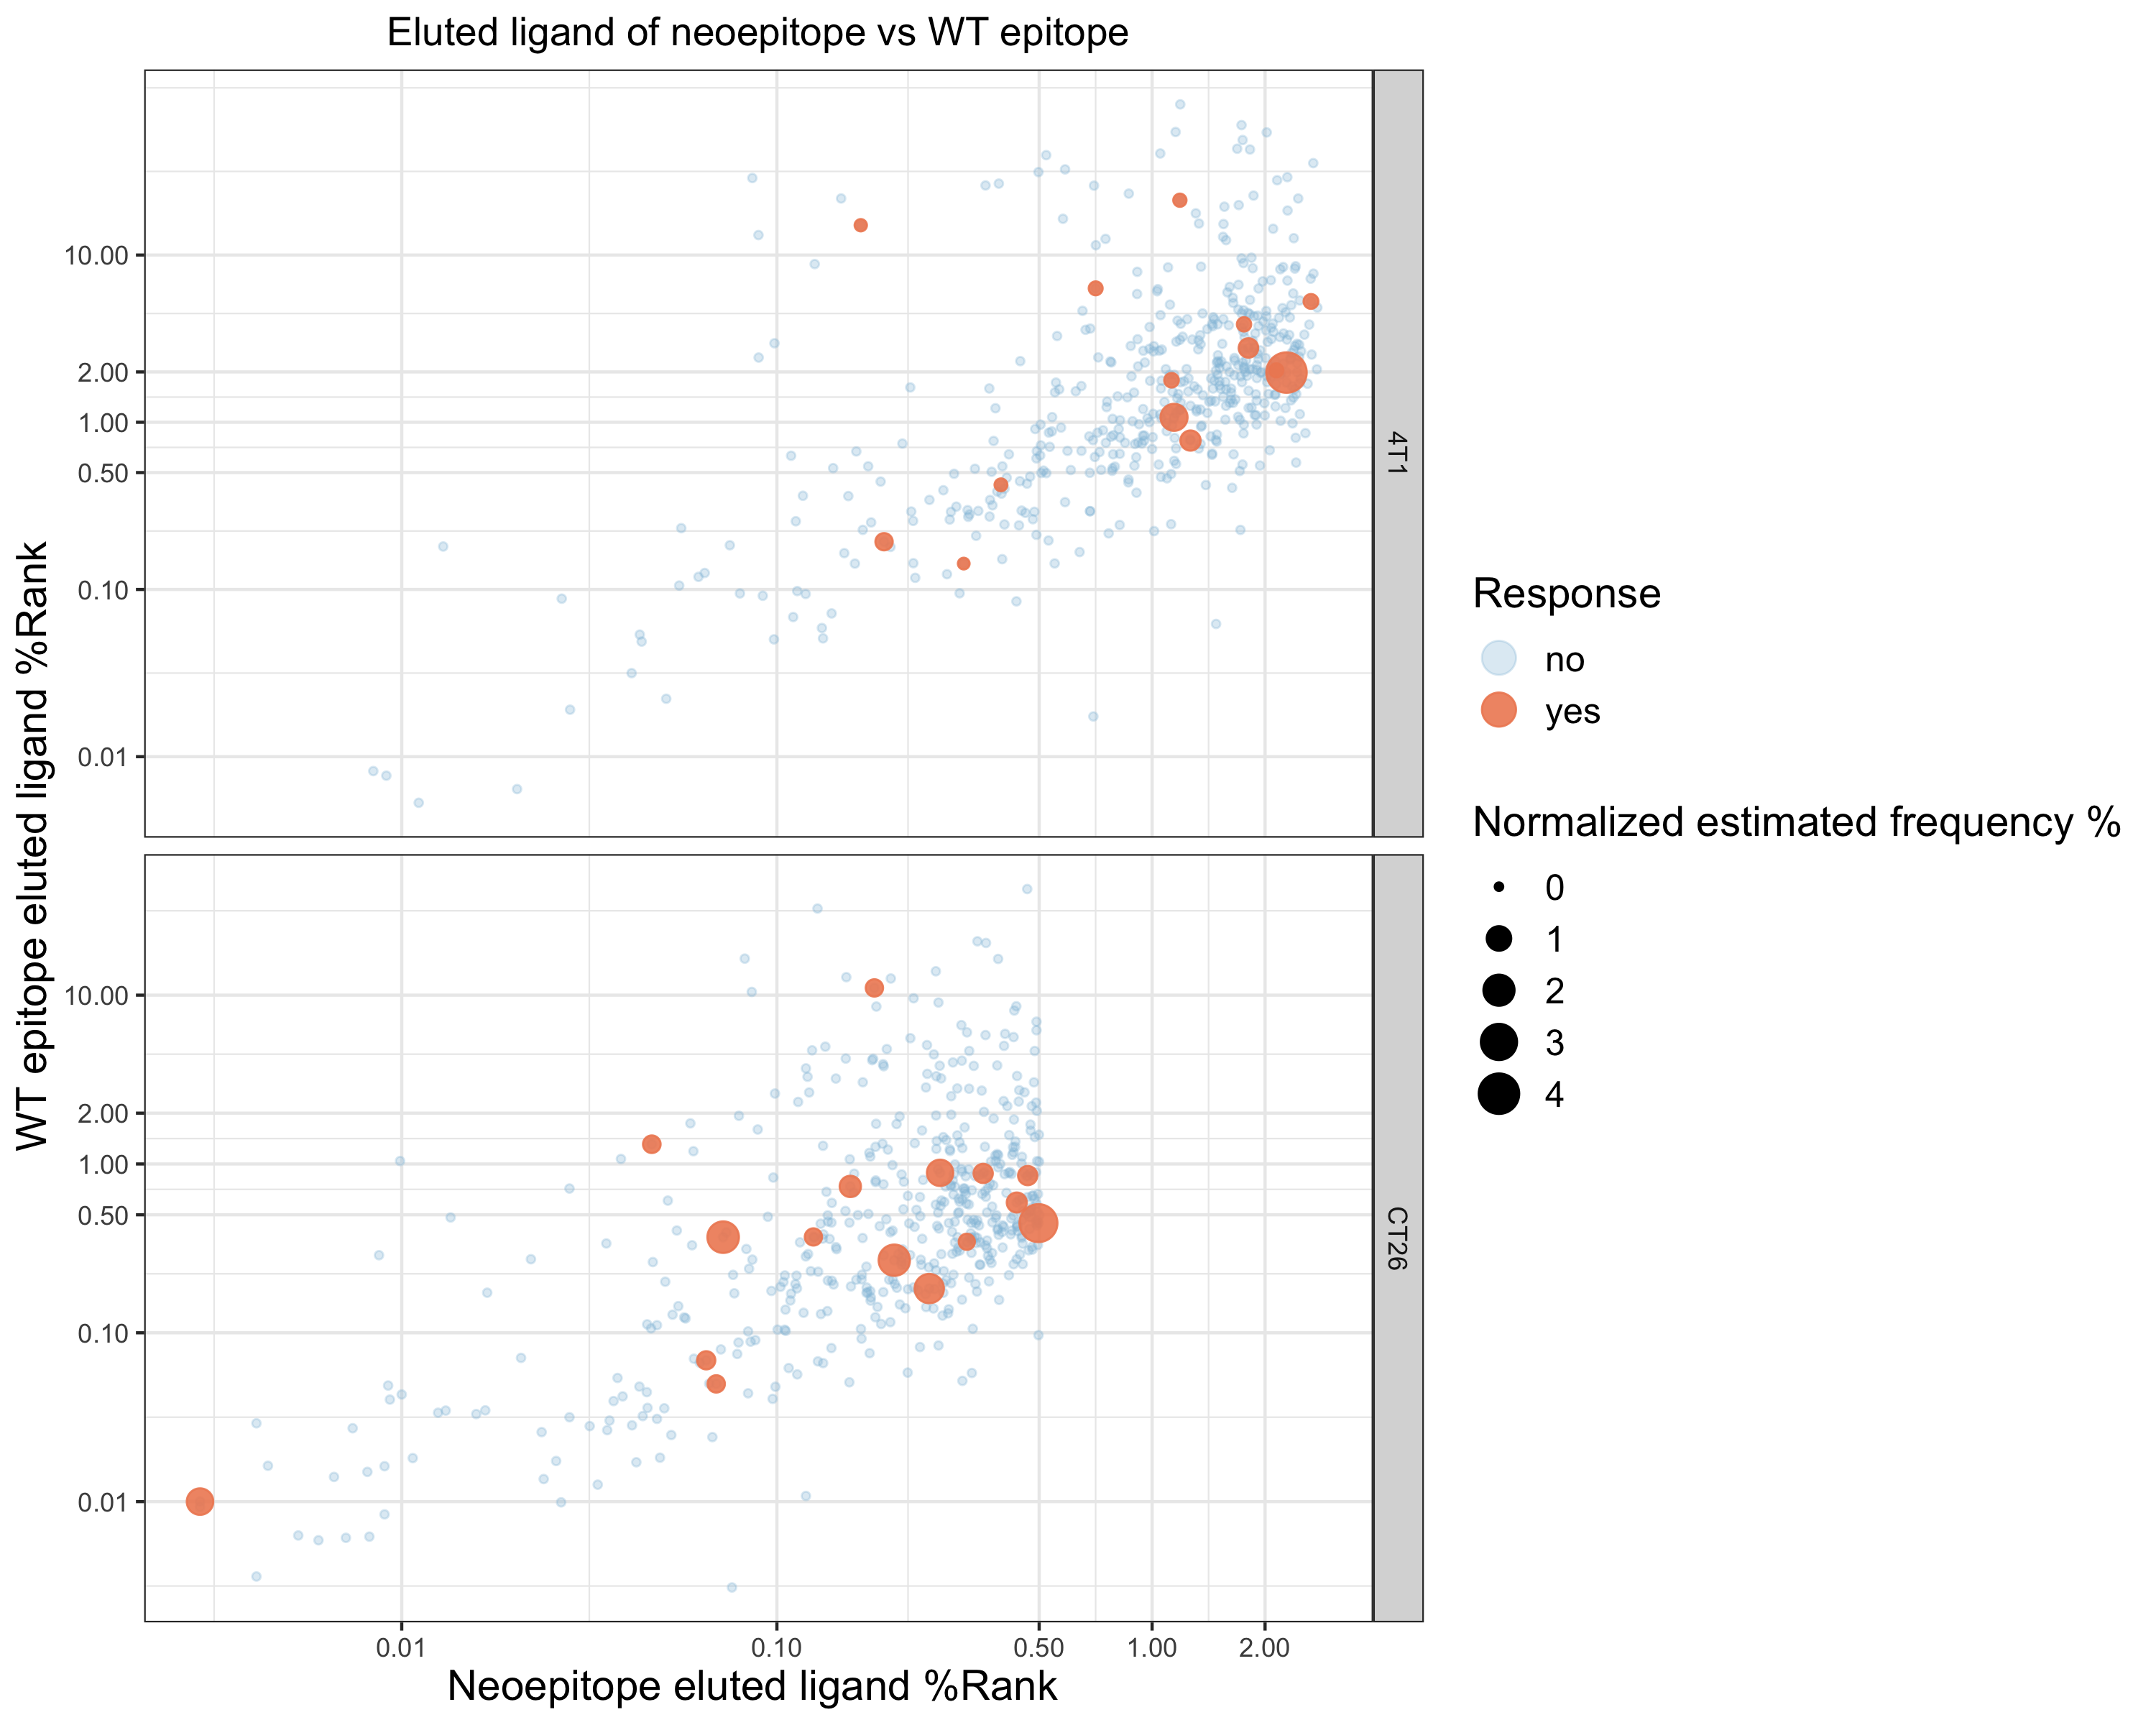 Eluted ligand of neoepitope vs WT epitope
WT epitope eluted ligand %Rank
10.00
2.00
1.00
0.50
0.10
0.01
4T1
10.00
2.00
1.00
0.50
0.10
0.01
CT26
0.01
0.10
0.50
1.00
2.00
Neoepitope eluted ligand %Rank
Response
no
yes
Normalized estimated frequency %
0
1
2
3
4